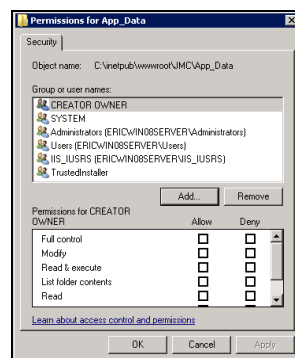 Permissions for App_Data
Security
Object name: C:\inetpub\wwwroot\JMC\App_Data
Group or user names:
CREATOR OWNER
SYSTEM
Administrators (ERICWIN08SERVER\Administrators)
Users (ERICWIN08SERVER\Users)
IIS_IUSRS (ERICWIN08SERVER\IIS_IUSRS)
TrustedInstaller
Add... Remove
Permissions for CREATOR
OWNER Allow Deny
Full control
Modify
Read & execute
List folder contents
Read
Learn about access control and permissions
OK Cancel Apply